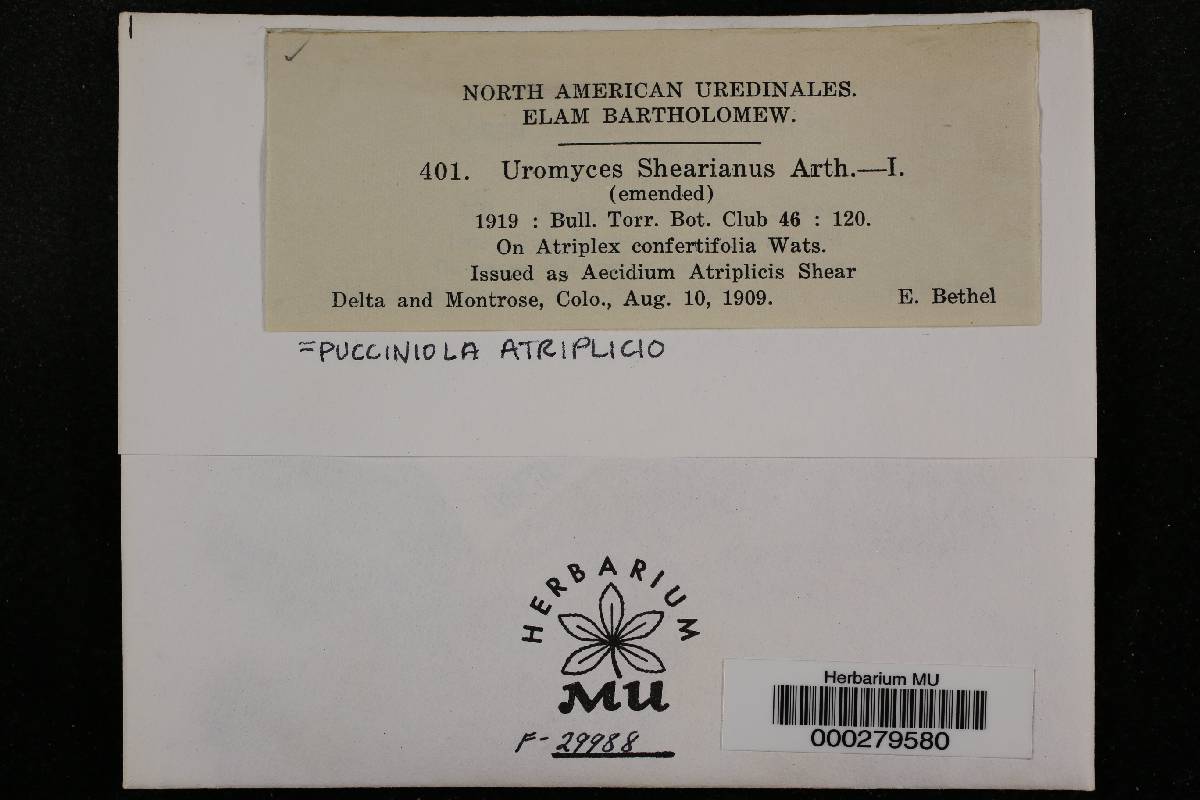 NORTH AMERICAN UREDINALES.
ELAM BARTHOLOMEW.
401. Uromyces Shearianus Arth.—I.
(emended)
1919 : Bull. Torr. Bot. Club 46 : 120.
On Atriplex confertifolia Wats.
Issued as Aecidium Atriplicis Shear
Delta and Montrose, Colo., Aug. 10, 1909. E. Bethel
=PUCCINIOLA ATRIPLICIO
HERBARIUM
MU
F-29988
Herbarium MU
000279580